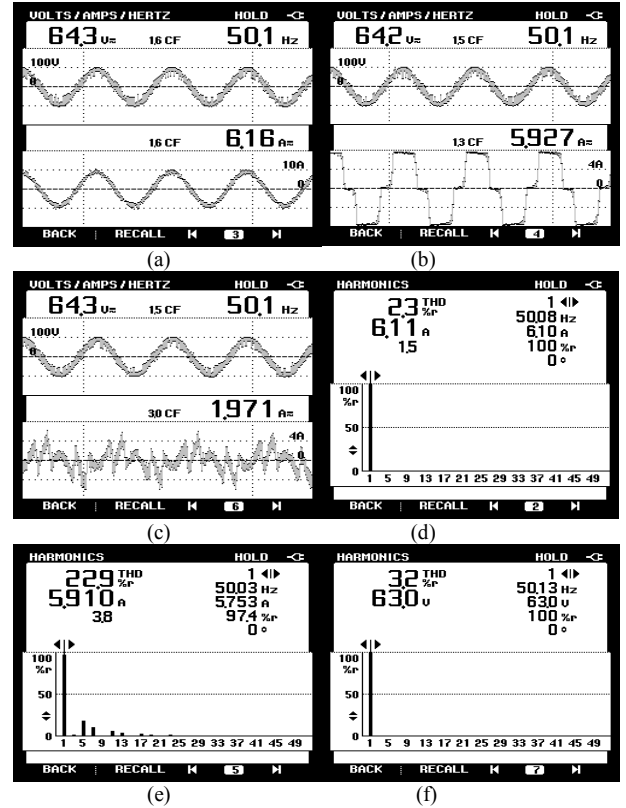 VOLTS/AMPS/HERTZ HOLD
64.3 V≂ 1.6 CF 50.1 Hz
100V
0
1.6 CF 6.16 A≂
10A
0
BACK RECALL 3
(a)
VOLTS/AMPS/HERTZ HOLD
64.2 V≂ 1.5 CF 50.1 Hz
100V
0
1.3 CF 5.927 A≂
4A
0
BACK RECALL 4
(b)
VOLTS/AMPS/HERTZ HOLD
64.3 V≂ 1.5 CF 50.1 Hz
100V
0
3.0 CF 1.971 A≂
4A
0
BACK RECALL 6
(c)
HARMONICS HOLD
2.3 THD %r 1
6.11 A 50.08 Hz
1.5 6.10 A
100 %r
0 °
100
%r
50
0
1 5 9 13 17 21 25 29 33 37 41 45 49
BACK RECALL 2
(d)
HARMONICS HOLD
22.9 THD %r 1
5.910 A 50.03 Hz
3.8 5.753 A
97.4 %r
0 °
100
%r
50
0
1 5 9 13 17 21 25 29 33 37 41 45 49
BACK RECALL 5
(e)
HARMONICS HOLD
3.2 THD %r 1
63.0 V 50.13 Hz
63.0 V
100 %r
0 °
100
%r
50
0
1 5 9 13 17 21 25 29 33 37 41 45 49
BACK RECALL 7
(f)